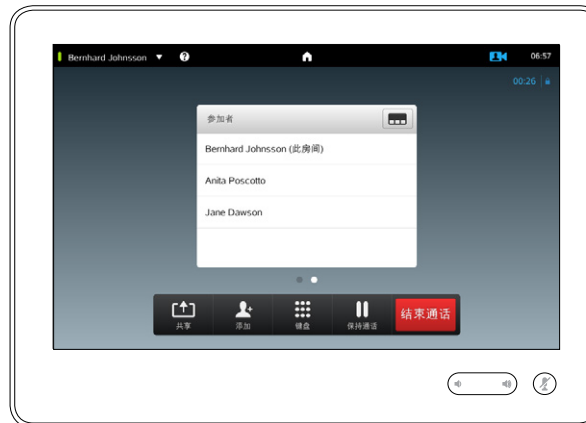 Bernhard Johnsson
06:57
00:26
参加者
Bernhard Johnsson (此房间)
Anita Poscotto
Jane Dawson
共享
添加
键盘
保持通话
结束通话